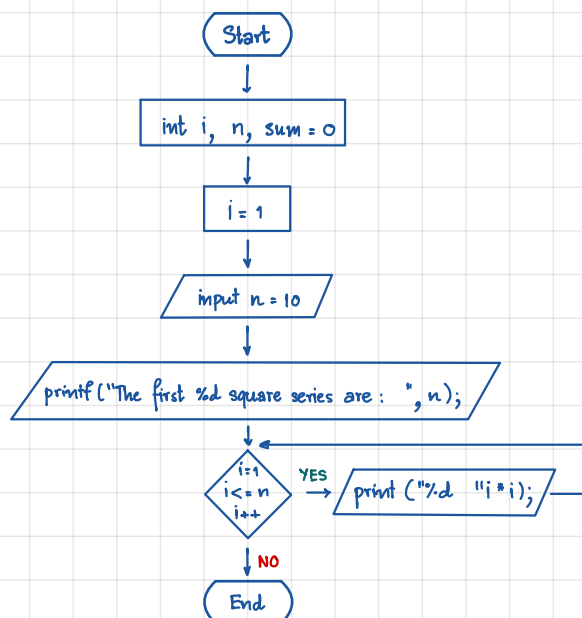 Start
int i, n, sum = 0
i = 1
input n = 10
printf ("The first %d square series are : ", n);
i=1
i <= n
i++
YES
print ("%d "i*i);
NO
End